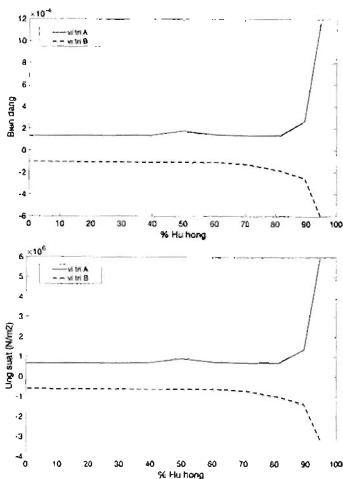 ×10⁻⁴
12
10
8
6
4
2
0
-2
-4
-6
vi tri A
vi tri B
Bien dang
0 10 20 30 40 50 60 70 80 90 100
% Hu hong
×10⁶
6
5
4
3
2
1
0
-1
-2
-3
-4
vi tri A
vi tri B
Ung suat (N/m2)
0 10 20 30 40 50 60 70 80 90 100
% Hu hong